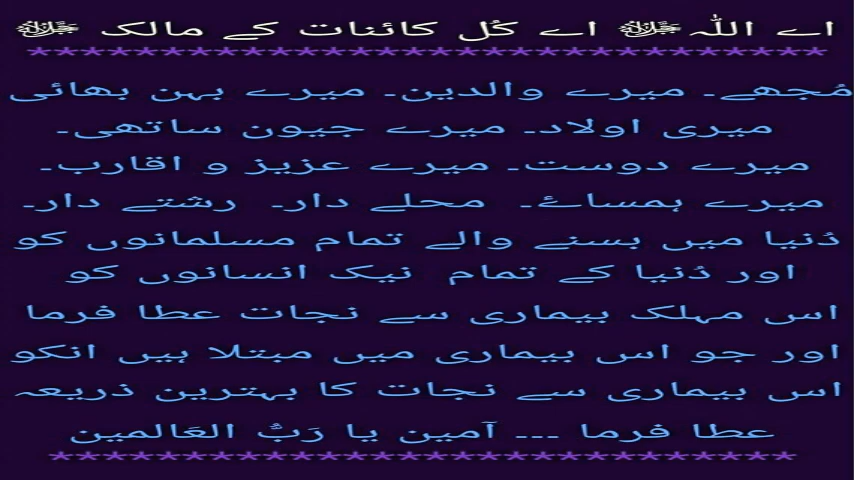 اے اللہ ﷻ اے کُل کائنات کے مالک ﷻ
******************************
مُجھے۔ میرے والدین۔ میرے بہن بھائی
میری اولاد۔ میرے جیون ساتھی۔
میرے دوست۔ میرے عزیز و اقارب۔
میرے ہمسائے۔ محلے دار۔ رشتے دار۔
دُنیا میں بسنے والے تمام مسلمانوں کو
اور دُنیا کے تمام نیک انسانوں کو
اس مہلک بیماری سے نجات عطا فرما
اور جو اس بیماری میں مبتلا ہیں انکو
اس بیماری سے نجات کا بہترین ذریعہ
عطا فرما --- آمین یا رَبُّ العَالمین
****************************